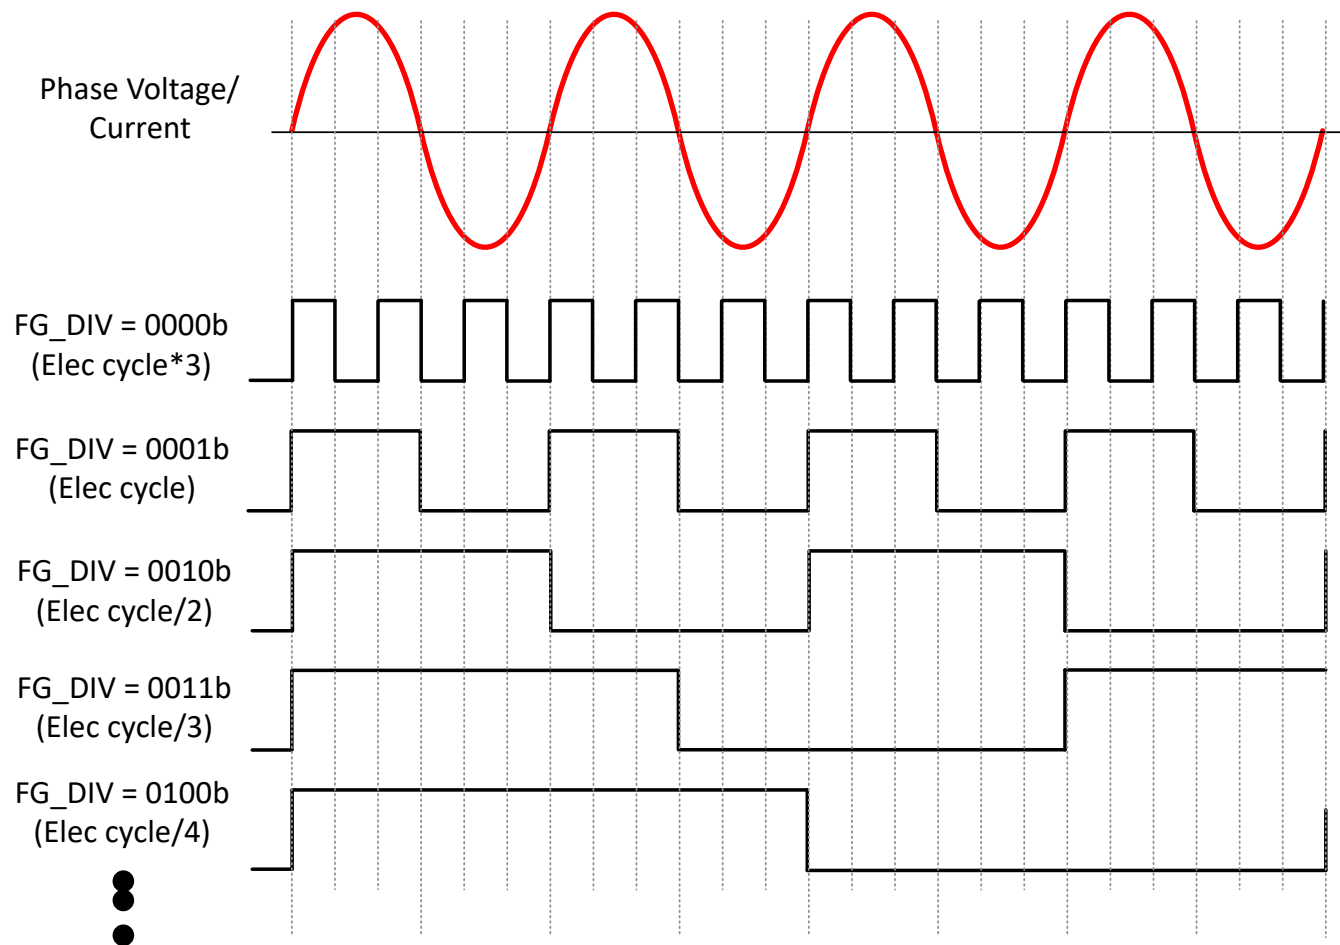 Phase Voltage/
Current
FG_DIV = 0000b
(Elec cycle*3)
FG_DIV = 0001b
(Elec cycle)
FG_DIV = 0010b
(Elec cycle/2)
FG_DIV = 0011b
(Elec cycle/3)
FG_DIV = 0100b
(Elec cycle/4)